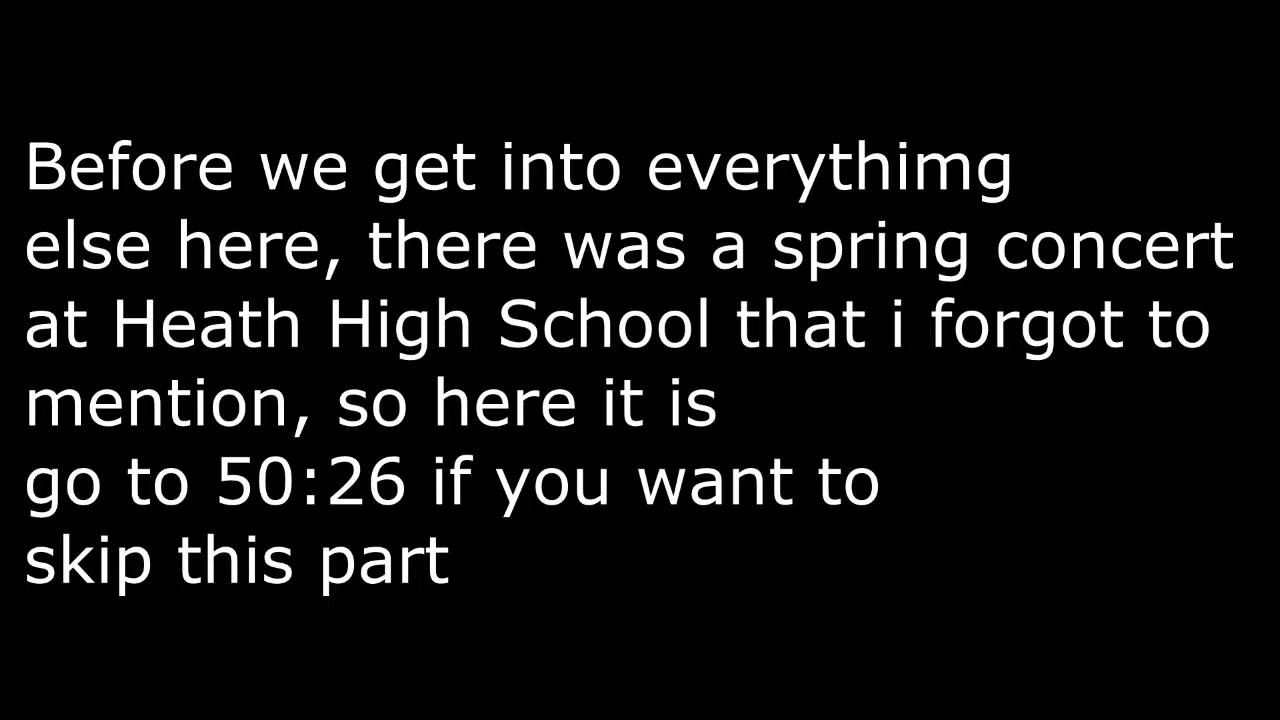 Before we get into everythimg
else here, there was a spring concert
at Heath High School that i forgot to
mention, so here it is
go to 50:26 if you want to
skip this part